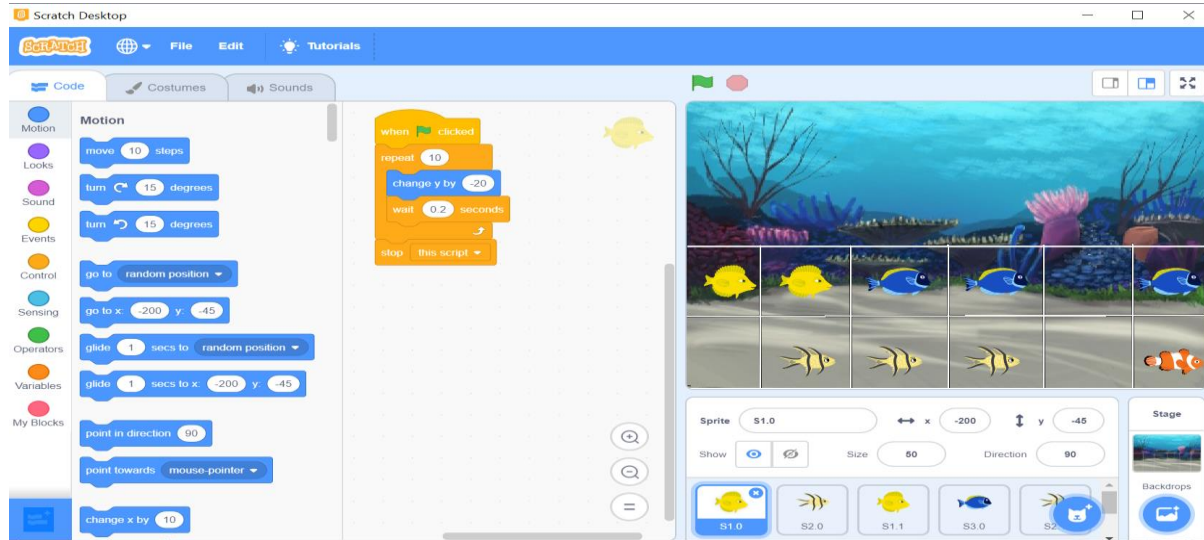 Scratch Desktop
SCRATCH
File Edit Tutorials
Code Costumes Sounds
Motion
Looks
Sound
Events
Control
Sensing
Operators
Variables
My Blocks
Motion
move 10 steps
turn 15 degrees
turn 15 degrees
go to random position
go to x: -200 y: -45
glide 1 secs to random position
glide 1 secs to x: -200 y: -45
point in direction 90
point towards mouse-pointer
change x by 10
when clicked
repeat 10
change y by -20
wait 0.2 seconds
stop this script
Sprite S1.0 x -200 y -45
Show Size 50 Direction 90
S1.0 S2.0 S1.1 S3.0
Stage
Backdrops